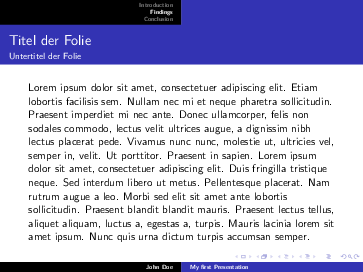 Introduction
Findings
Conclusion
Titel der Folie
Untertitel der Folie
Lorem ipsum dolor sit amet, consectetuer adipiscing elit. Etiam
lobortis facilisis sem. Nullam nec mi et neque pharetra sollicitudin.
Praesent imperdiet mi nec ante. Donec ullamcorper, felis non
sodales commodo, lectus velit ultrices augue, a dignissim nibh
lectus placerat pede. Vivamus nunc nunc, molestie ut, ultricies vel,
semper in, velit. Ut porttitor. Praesent in sapien. Lorem ipsum
dolor sit amet, consectetuer adipiscing elit. Duis fringilla tristique
neque. Sed interdum libero ut metus. Pellentesque placerat. Nam
rutrum augue a leo. Morbi sed elit sit amet ante lobortis
sollicitudin. Praesent blandit blandit mauris. Praesent lectus tellus,
aliquet aliquam, luctus a, egestas a, turpis. Mauris lacinia lorem sit
amet ipsum. Nunc quis urna dictum turpis accumsan semper.
John Doe
My first Presentation